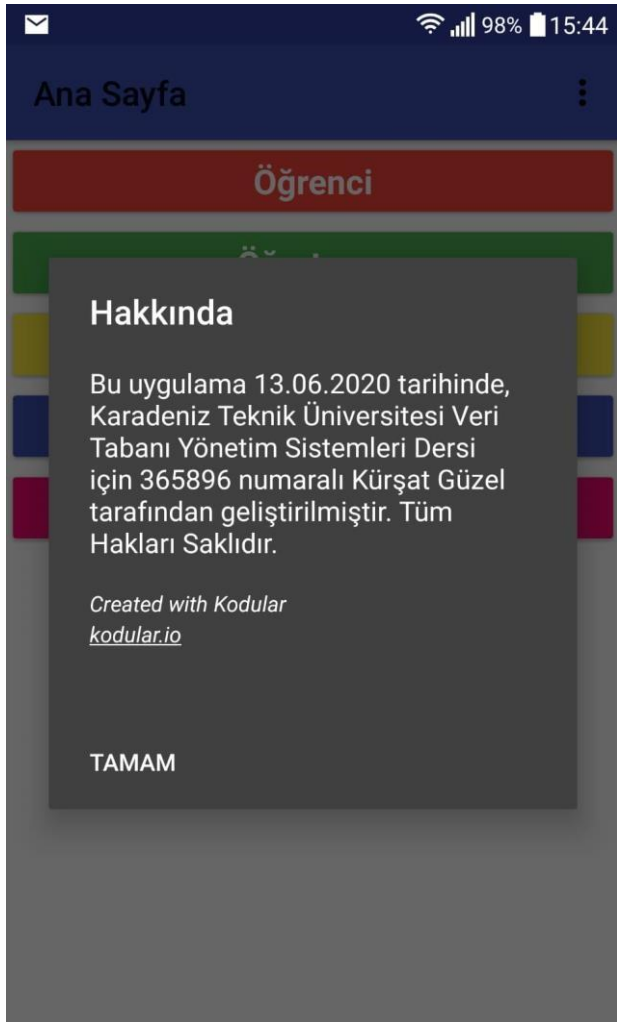 98% 15:44
Ana Sayfa
Öğrenci
Hakkında
Bu uygulama 13.06.2020 tarihinde,
Karadeniz Teknik Üniversitesi Veri
Tabanı Yönetim Sistemleri Dersi
için 365896 numaralı Kürşat Güzel
tarafından geliştirilmiştir. Tüm
Hakları Saklıdır.
Created with Kodular
kodular.io
TAMAM